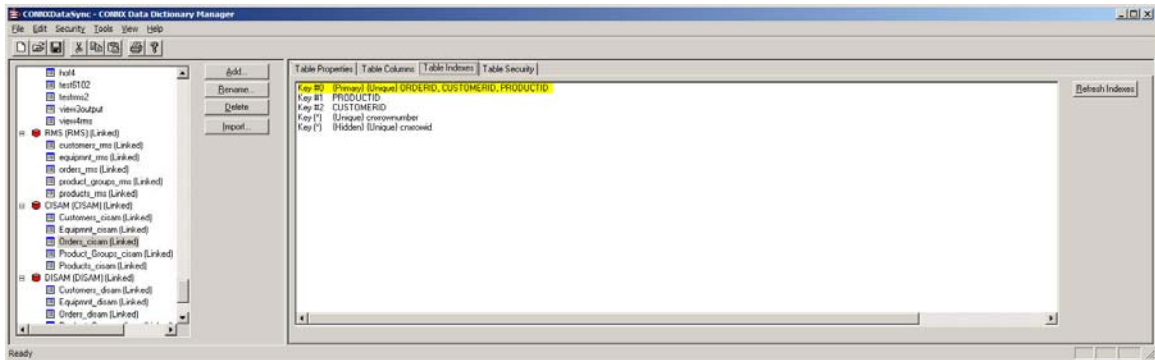 CONNXDataSync - CONNX Data Dictionary Manager
File Edit Security Tools View Help
hof4
test6102
testrms2
view3output
view4rms
RMS (RMS) (Linked)
customers_rms (Linked)
equipmnt_rms (Linked)
orders_rms (Linked)
product_groups_rms (Linked)
products_rms (Linked)
CISAM (CISAM) (Linked)
Customers_cisam (Linked)
Equipmnt_cisam (Linked)
Orders_cisam (Linked)
Product_Groups_cisam (Linked)
Products_cisam (Linked)
DISAM (DISAM) (Linked)
Customers_disam (Linked)
Equipmnt_disam (Linked)
Orders_disam (Linked)
Add...
Rename...
Delete
Import...
Table Properties Table Columns Table Indexes Table Security
Key #0 (Primary) (Unique) ORDERID, CUSTOMERID, PRODUCTID
Key #1 PRODUCTID
Key #2 CUSTOMERID
Key (*) (Unique) cnxrownumber
Key (*) (Hidden) (Unique) cnxrowid
Refresh Indexes
Ready